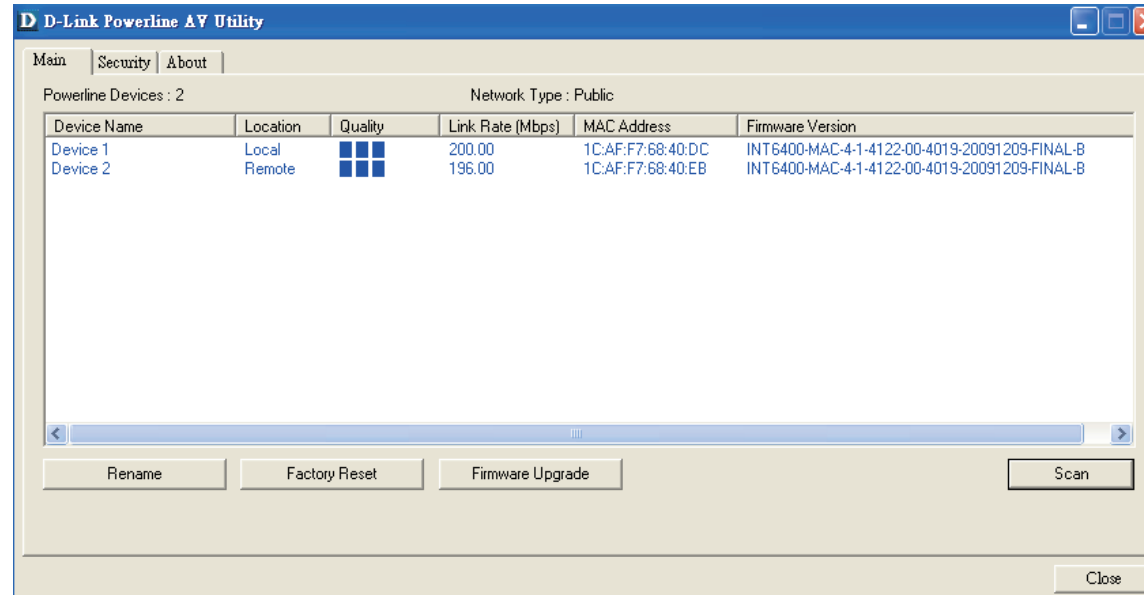 D-Link Powerline AV Utility
Main Security About
Powerline Devices : 2 Network Type : Public
Device Name Location Quality Link Rate (Mbps) MAC Address Firmware Version
Device 1 Local 200.00 1C:AF:F7:68:40:DC INT6400-MAC-4-1-4122-00-4019-20091209-FINAL-B
Device 2 Remote 196.00 1C:AF:F7:68:40:EB INT6400-MAC-4-1-4122-00-4019-20091209-FINAL-B
Rename Factory Reset Firmware Upgrade Scan
Close